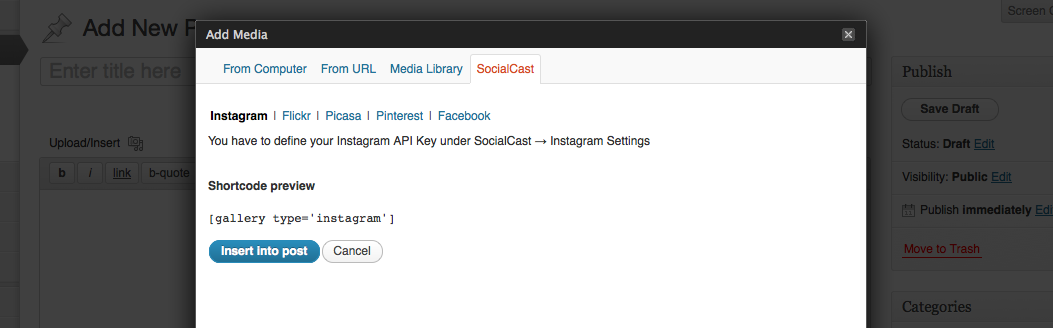 Screen
Add New
Add Media
Enter title here
From Computer From URL Media Library SocialCast
Publish
Instagram | Flickr | Picasa | Pinterest | Facebook
Save Draft
You have to define your Instagram API Key under SocialCast → Instagram Settings
Upload/Insert
Status: Draft Edit
b i link b-quote
Visibility: Public Edit
Shortcode preview
Publish immediately Edi
[gallery type='instagram']
Move to Trash
Insert into post Cancel
Categories